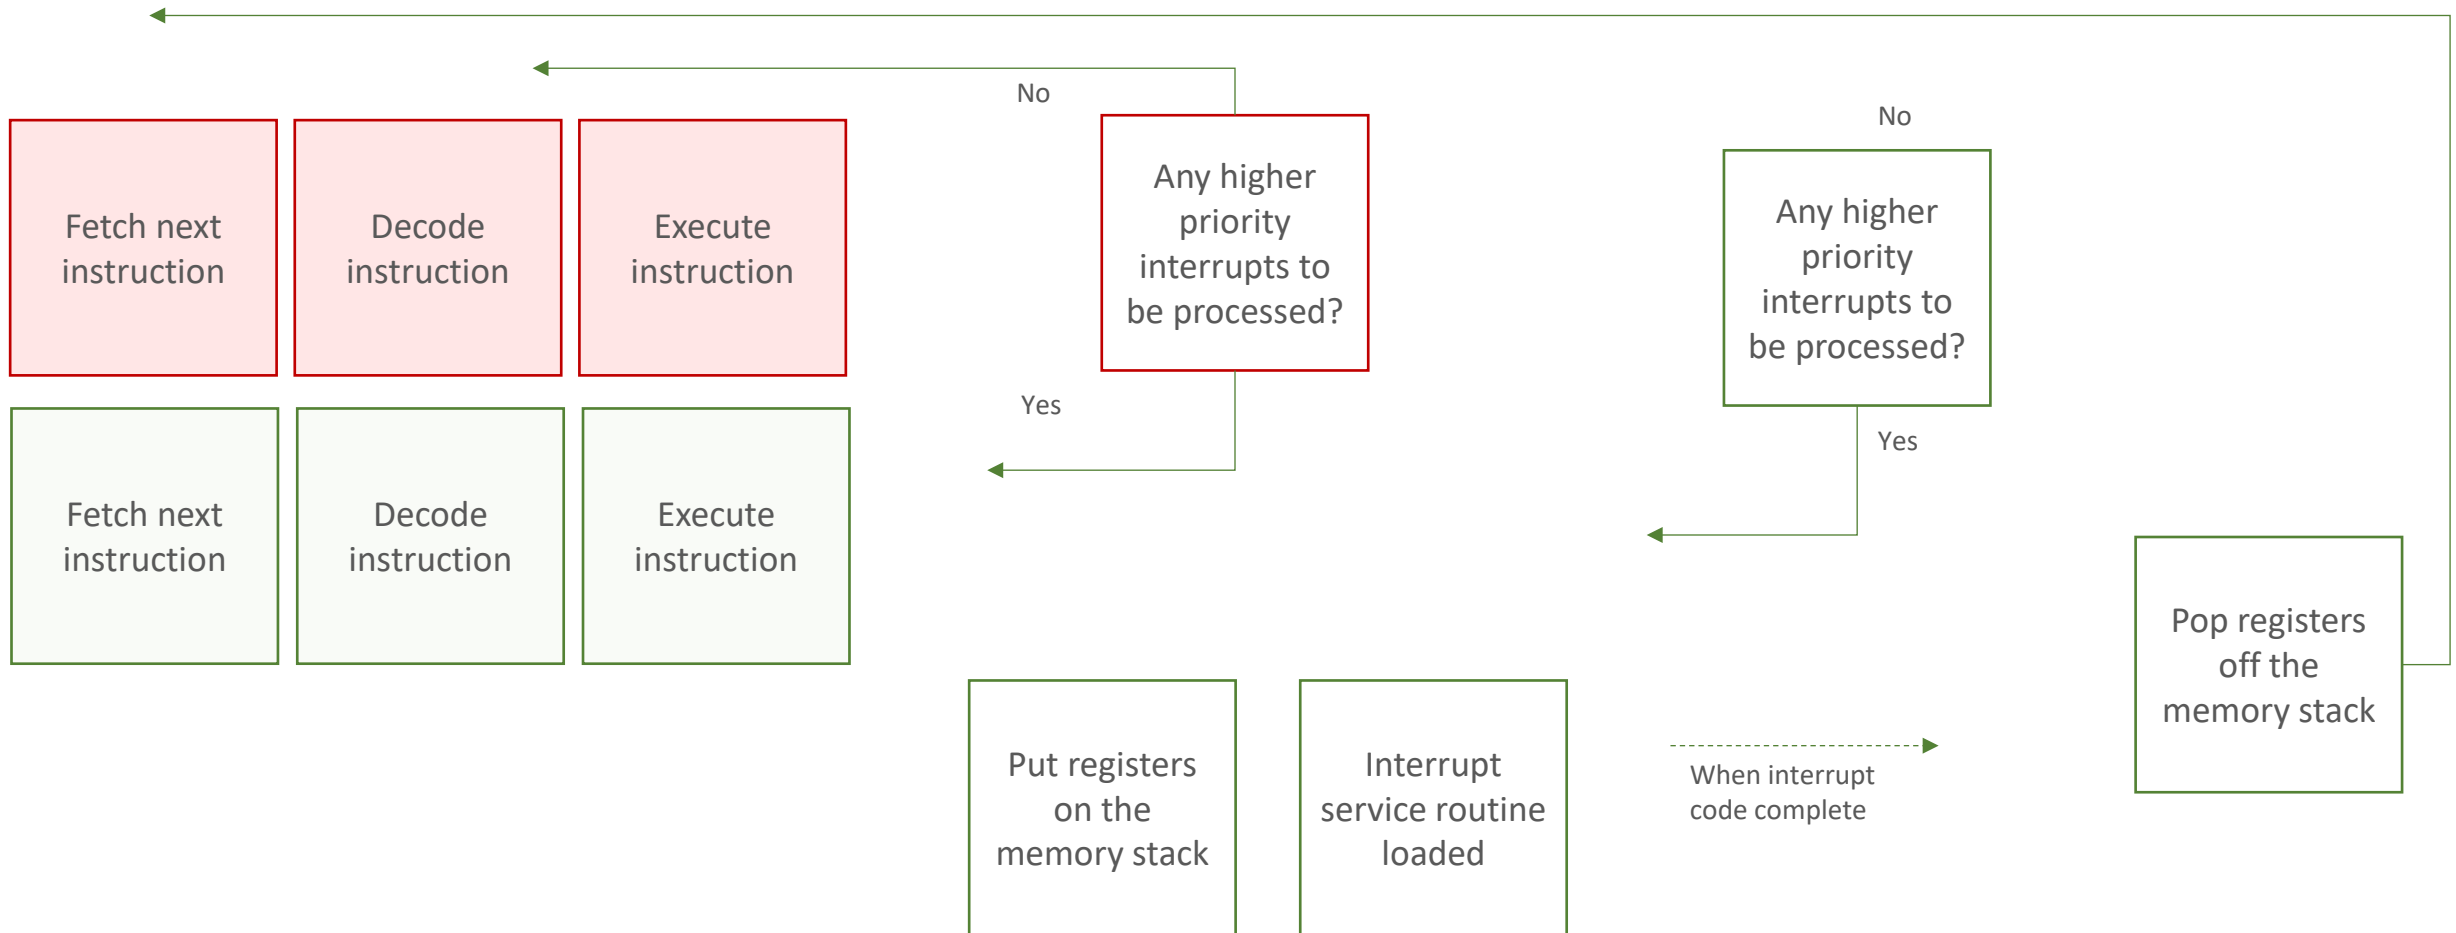 No
Fetch next
instruction
Decode
instruction
Execute
instruction
Any higher
priority
interrupts to
be processed?
No
Any higher
priority
interrupts to
be processed?
Yes
Yes
Fetch next
instruction
Decode
instruction
Execute
instruction
Put registers
on the
memory stack
Interrupt
service routine
loaded
When interrupt
code complete
Pop registers
off the
memory stack